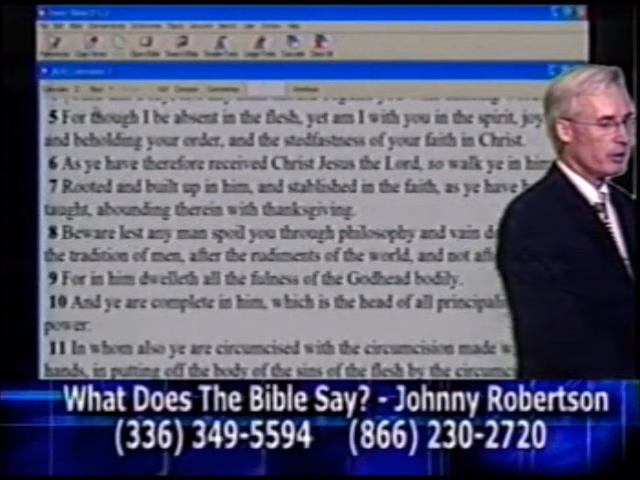 5 For though I be absent in the flesh, yet am I with you in the spirit, joy
and beholding your order, and the stedfastness of your faith in Christ.
6 As ye have therefore received Christ Jesus the Lord, so walk ye in him
7 Rooted and built up in him, and stablished in the faith, as ye have
taught, abounding therein with thanksgiving.
8 Beware lest any man spoil you through philosophy and vain
the tradition of men, after the rudiments of the world, and not
9 For in him dwelleth all the fulness of the Godhead bodily.
10 And ye are complete in him, which is the head of all
power:
11 In whom also ye are circumcised with the circumcision made
hands, in putting off the body of the sins of the flesh by the
What Does The Bible Say? - Johnny Robertson
(336) 349-5594 (866) 230-2720